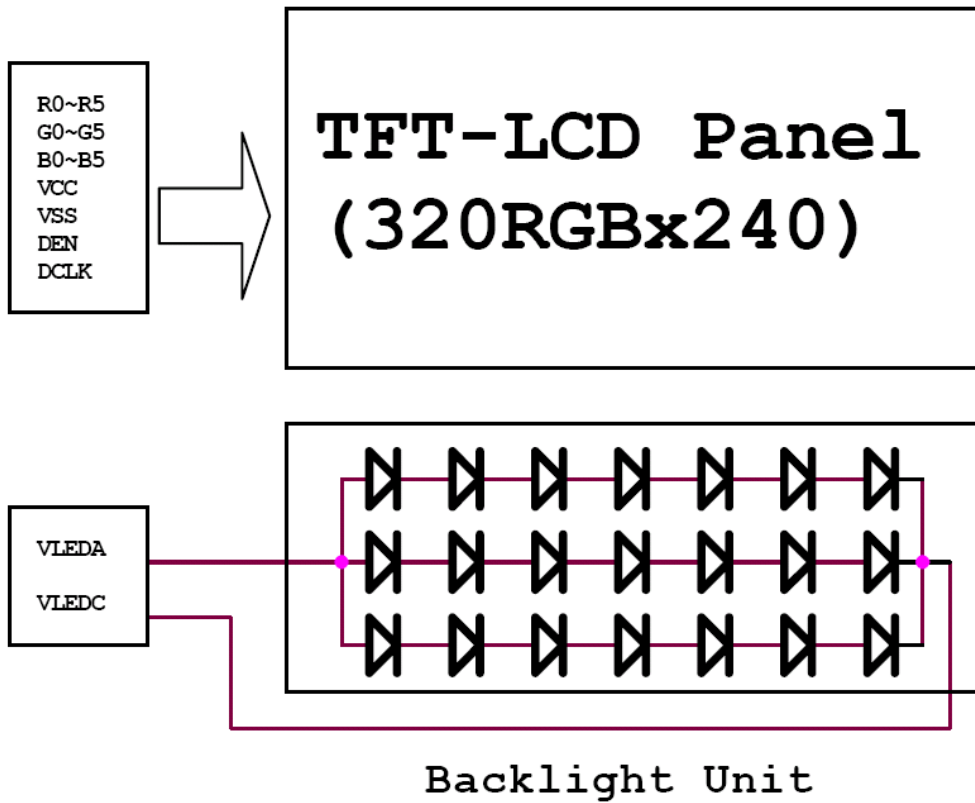 R0~R5
G0~G5
B0~B5
VCC
VSS
DEN
DCLK
TFT-LCD Panel
(320RGBx240)
VLEDA
VLEDC
Backlight Unit